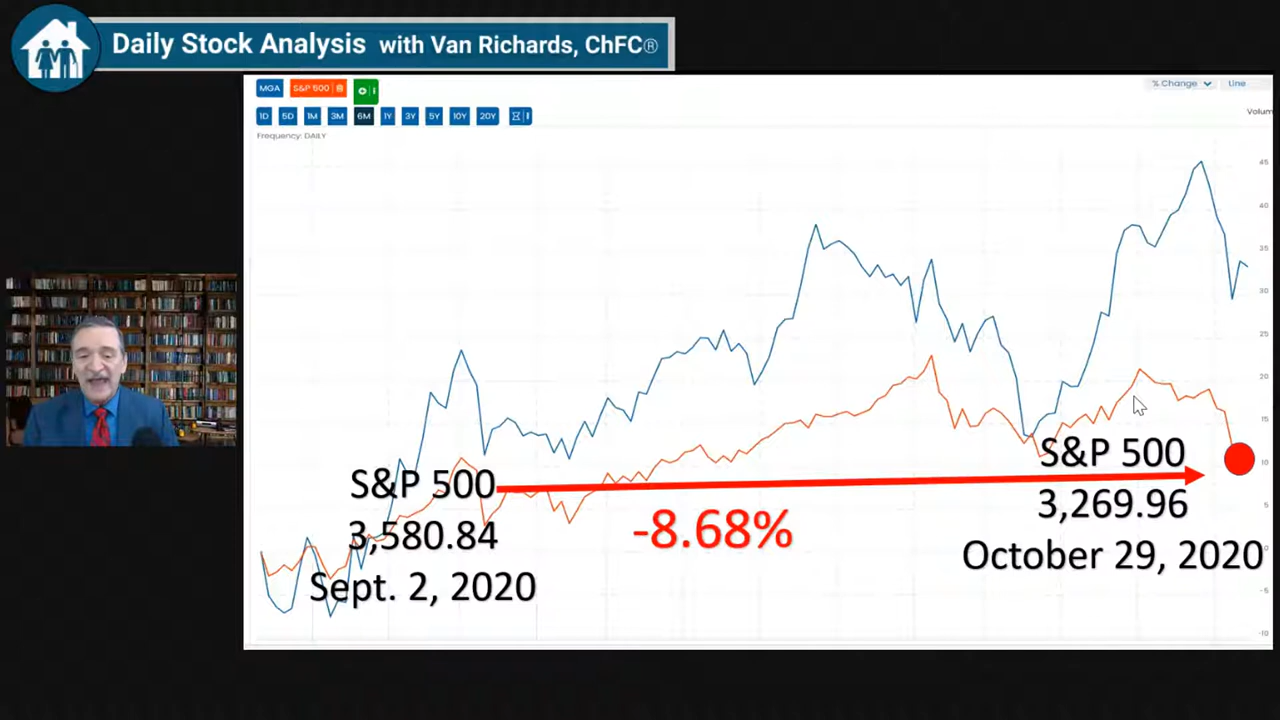 Daily Stock Analysis with Van Richards, ChFC®
MGA S&P 500
% Change Line
1D 5D 1M 3M 6M 1Y 3Y 5Y 10Y 20Y
Volum
Frequency: DAILY
45
40
35
30
25
20
15
10
5
0
-5
-10
S&P 500
3,580.84
Sept. 2, 2020
-8.68%
S&P 500
3,269.96
October 29, 2020